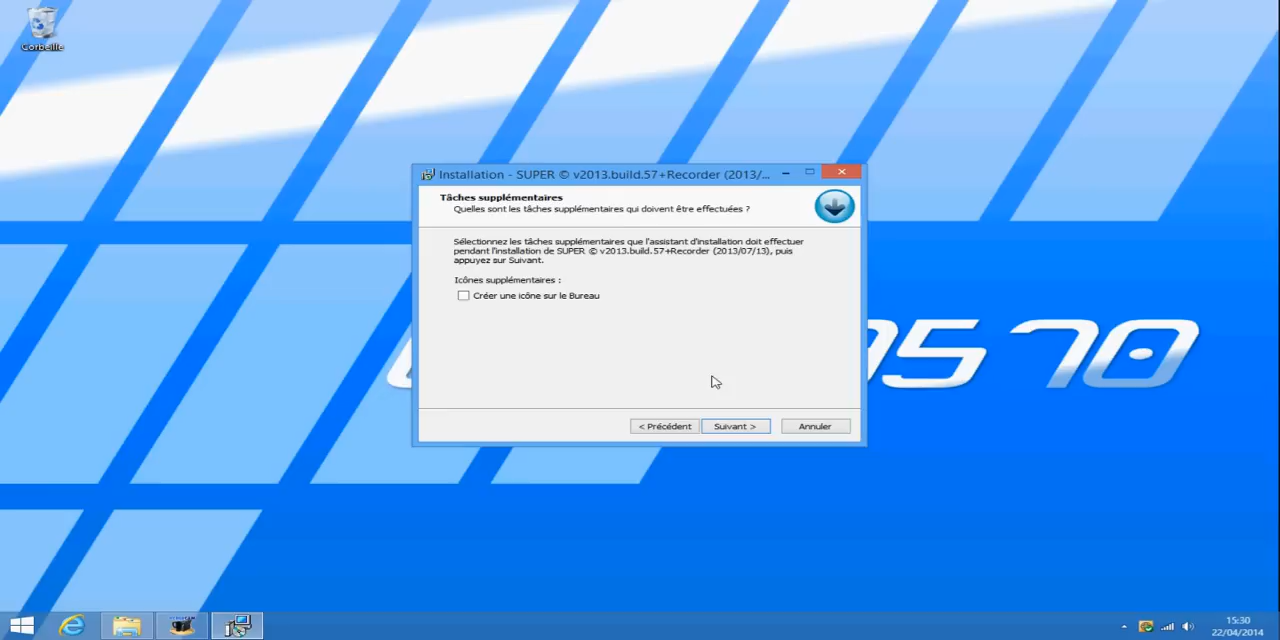 Corbeille
Installation - SUPER © v2013.build.57+Recorder (2013/...
Tâches supplémentaires
Quelles sont les tâches supplémentaires qui doivent être effectuées ?
Sélectionnez les tâches supplémentaires que l'assistant d'installation doit effectuer
pendant l'installation de SUPER © v2013.build.57+Recorder (2013/07/13), puis
appuyez sur Suivant.
Icônes supplémentaires :
Créer une icône sur le Bureau
< Précédent
Suivant >
Annuler
70
15:30
22/04/2014